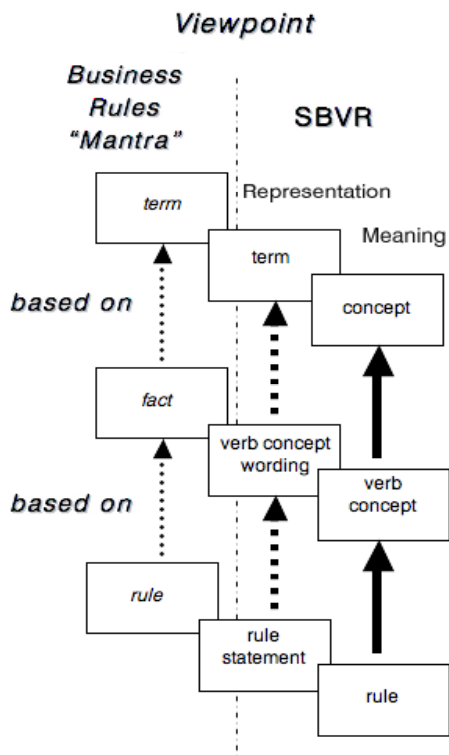 Viewpoint
Business
Rules
“Mantra”
SBVR
term
Representation
term
Meaning
concept
based on
fact
verb concept
wording
verb
concept
based on
rule
rule
statement
rule